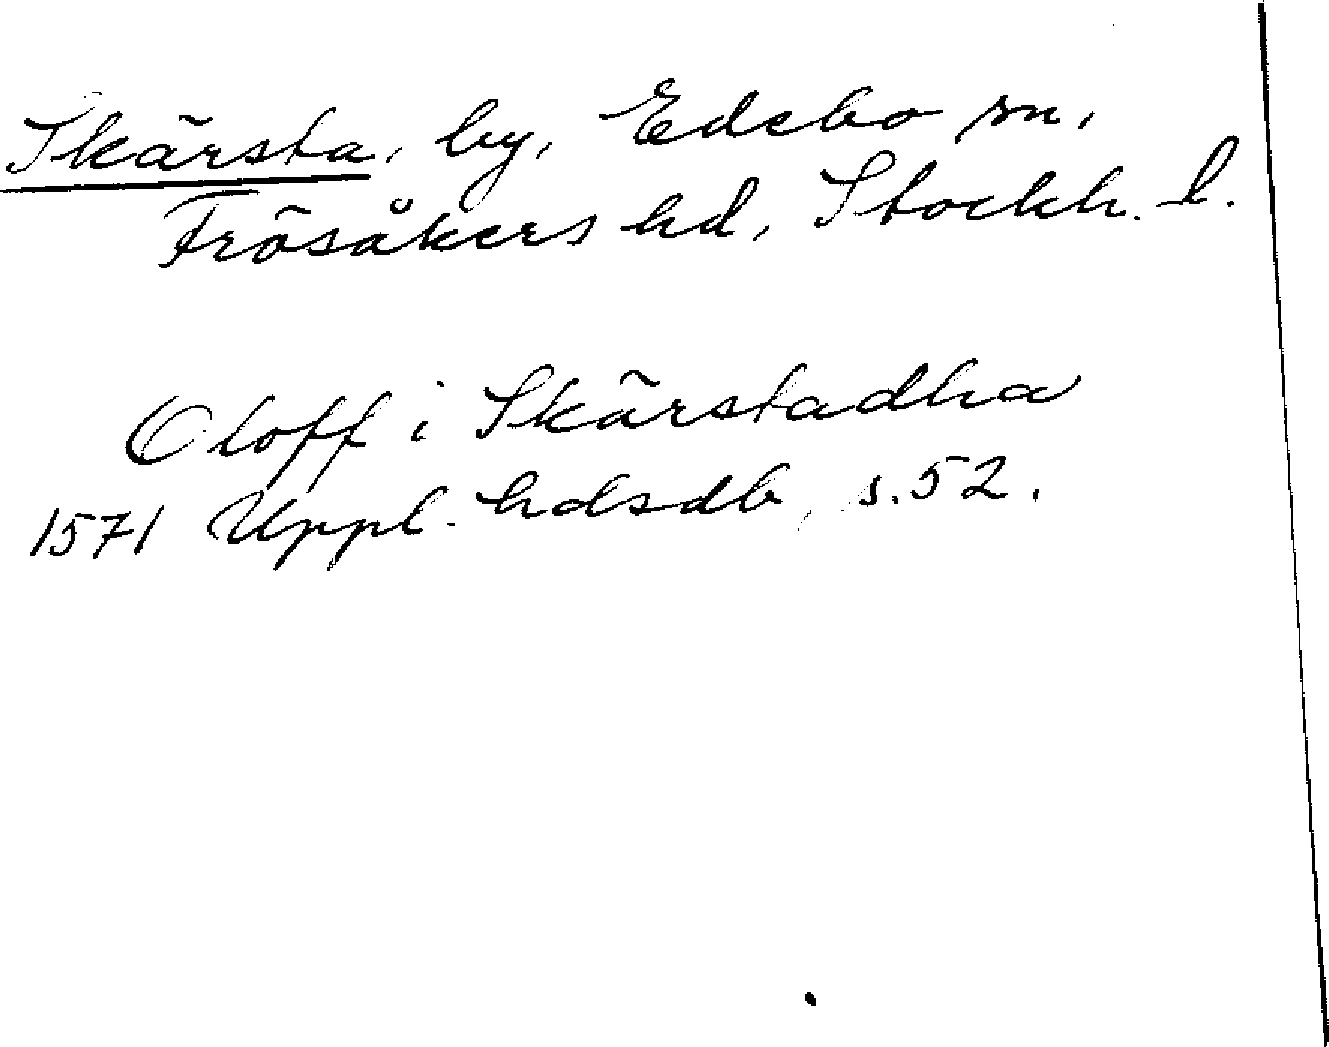 Skärsta, by, Edebo sn,
Frösåkers hd, Stockh. l.
Oloff i Skärstadha
1571 Uppl. hdsdb, s. 52.